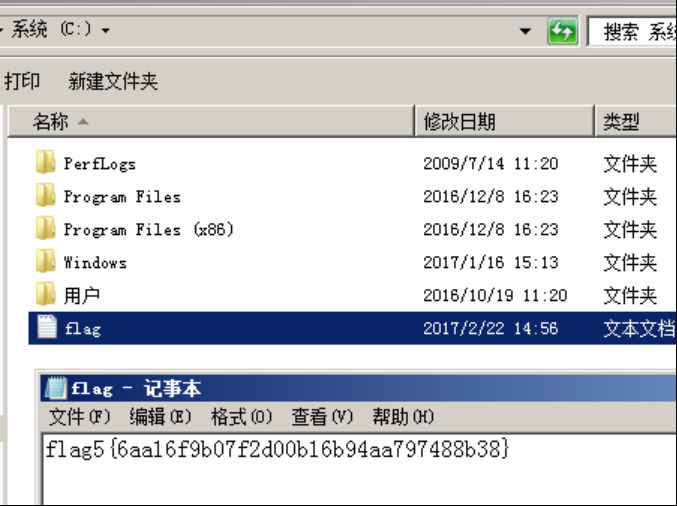 系统 (C:)
搜索 系
打印 新建文件夹
名称 修改日期 类型
PerfLogs 2009/7/14 11:20 文件夹
Program Files 2016/12/8 16:23 文件夹
Program Files (x86) 2016/12/8 16:23 文件夹
Windows 2017/1/16 15:13 文件夹
用户 2016/10/19 11:20 文件夹
flag 2017/2/22 14:56 文本文档
flag - 记事本
文件(F) 编辑(E) 格式(O) 查看(V) 帮助(H)
flag5{6aa16f9b07f2d00b16b94aa797488b38}